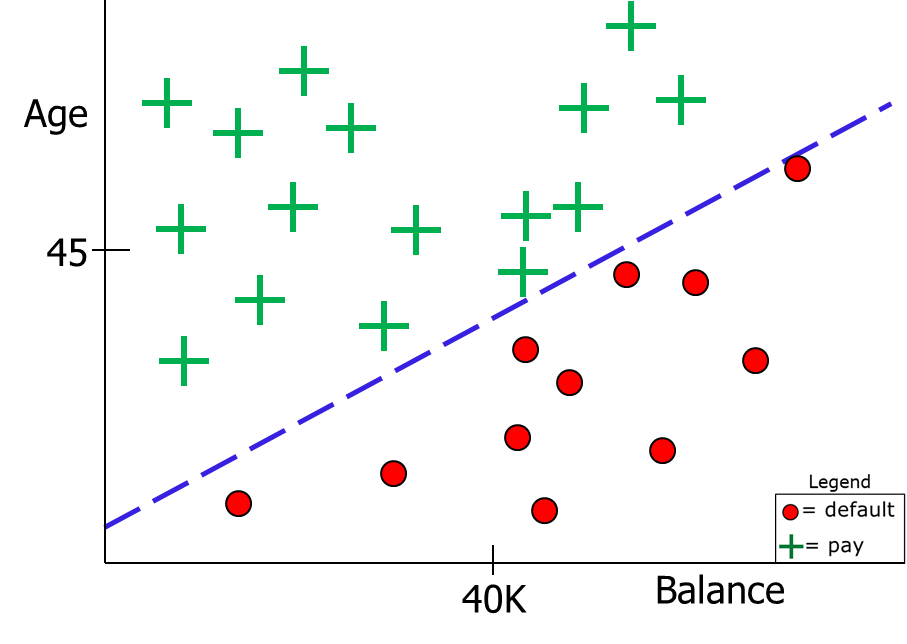 Age
45
40K
Balance
Legend
= default
= pay